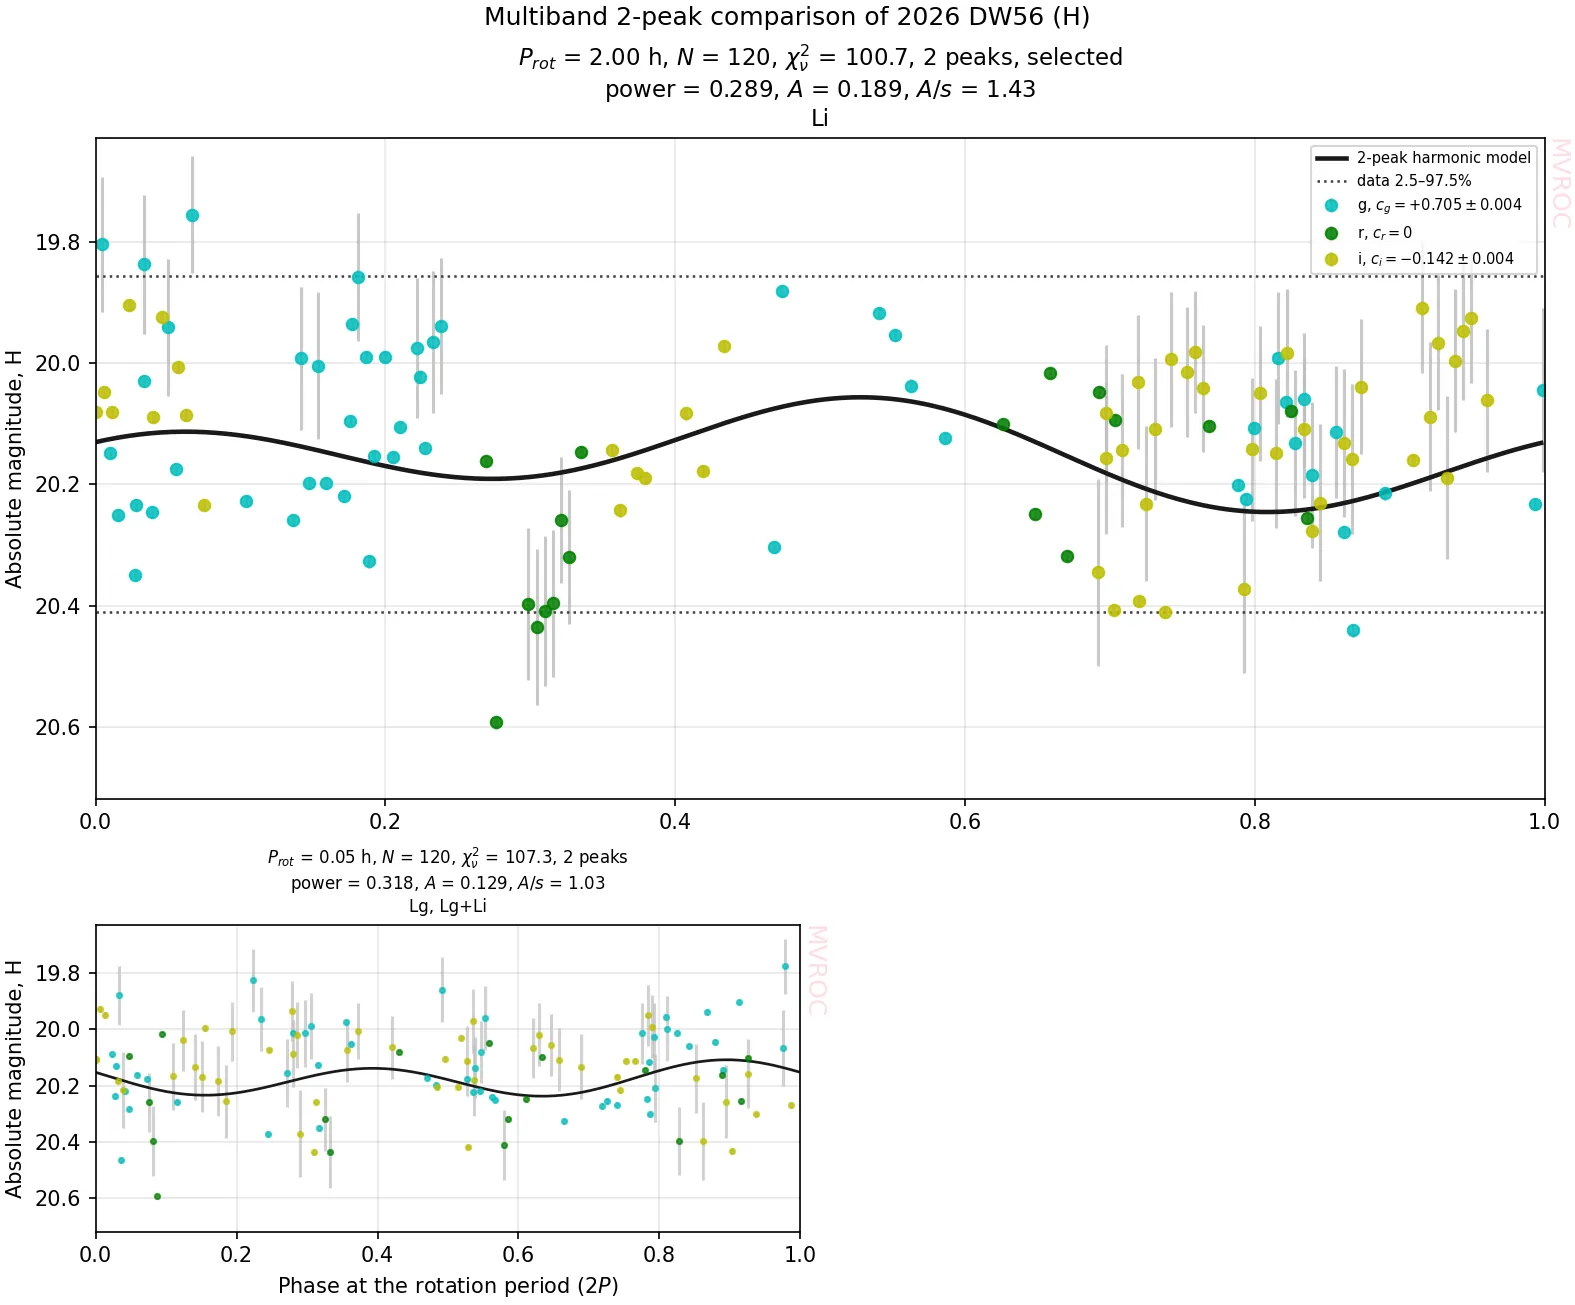 Multiband 2-peak comparison of 2026 DW56 (H)
P_rot = 2.00 h, N = 120, χ²_ν = 100.7, 2 peaks, selected
power = 0.289, A = 0.189, A/s = 1.43
Li
2-peak harmonic model
data 2.5–97.5%
g, c_g = +0.705 ± 0.004
r, c_r = 0
i, c_i = −0.142 ± 0.004
MVROC
Absolute magnitude, H
19.8
20.0
20.2
20.4
20.6
0.0 0.2 0.4 0.6 0.8 1.0
P_rot = 0.05 h, N = 120, χ²_ν = 107.3, 2 peaks
power = 0.318, A = 0.129, A/s = 1.03
Lg, Lg+Li
MVROC
Absolute magnitude, H
19.8
20.0
20.2
20.4
20.6
0.0 0.2 0.4 0.6 0.8 1.0
Phase at the rotation period (2P)